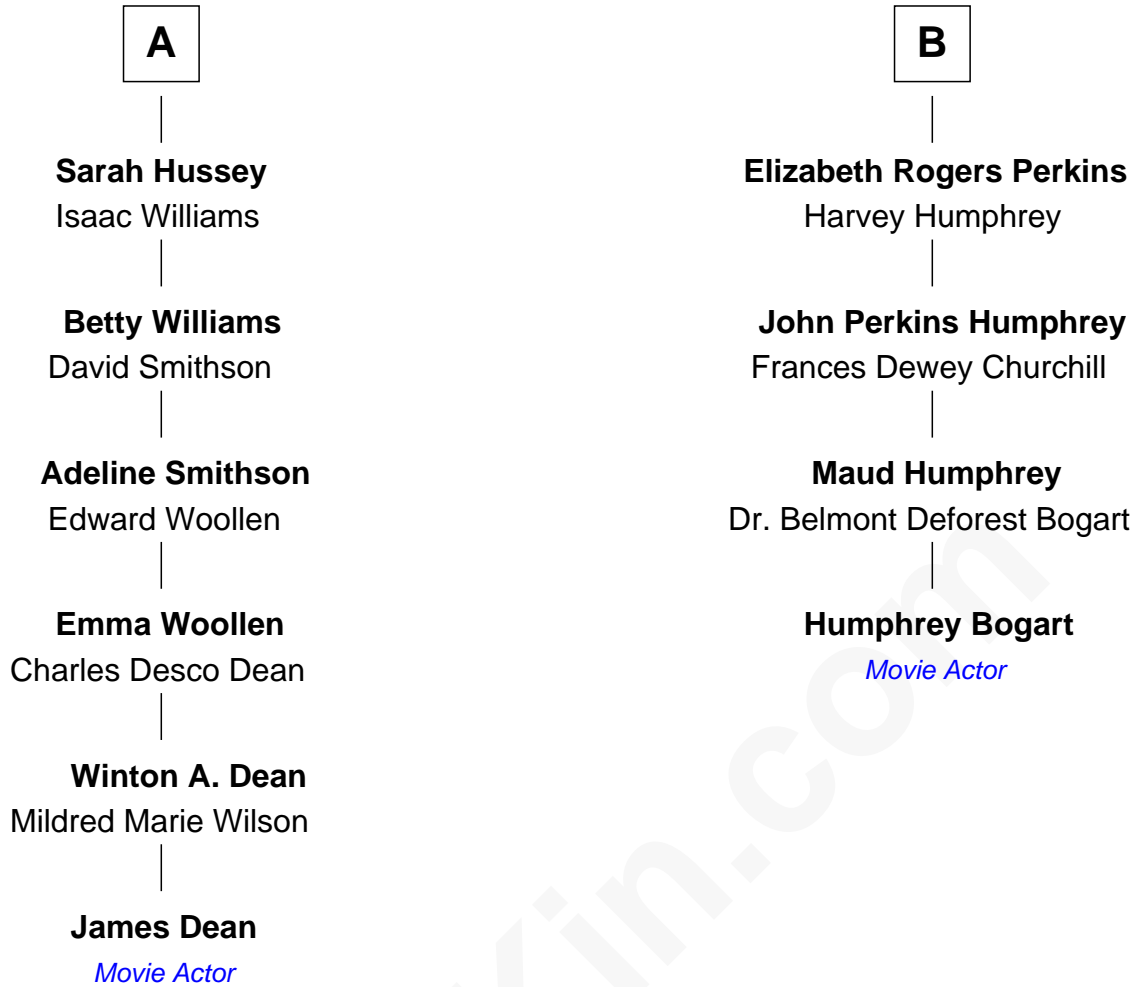 A
Sarah Hussey
Isaac Williams
Betty Williams
David Smithson
Adeline Smithson
Edward Woollen
Emma Woollen
Charles Desco Dean
Winton A. Dean
Mildred Marie Wilson
James Dean
Movie Actor
B
Elizabeth Rogers Perkins
Harvey Humphrey
John Perkins Humphrey
Frances Dewey Churchill
Maud Humphrey
Dr. Belmont Deforest Bogart
Humphrey Bogart
Movie Actor
Kin.com